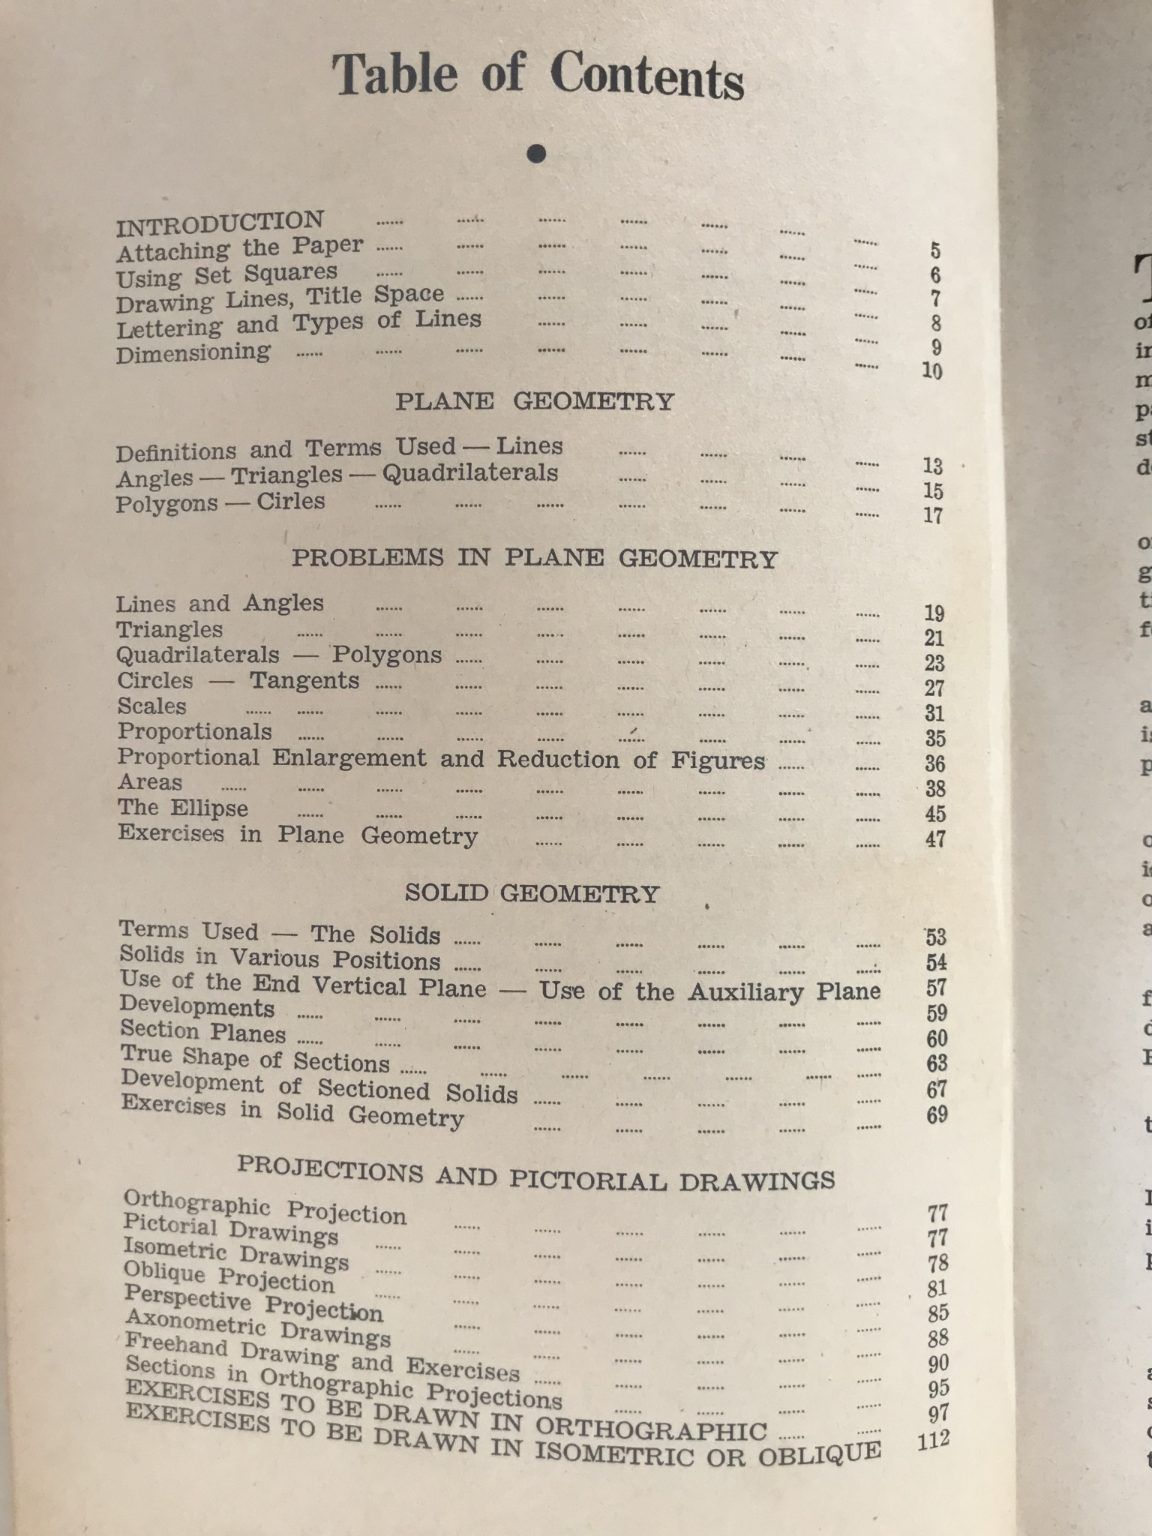 Table of Contents
●
INTRODUCTION ...... ...... ...... ...... ...... ...... ...... 5
Attaching the Paper ...... ...... ...... ...... ...... ...... ...... 6
Using Set Squares ...... ...... ...... ...... ...... ...... ...... 7
Drawing Lines, Title Space ...... ...... ...... ...... ...... ...... 8
Lettering and Types of Lines ...... ...... ...... ...... ...... 9
Dimensioning ...... ...... ...... ...... ...... ...... ...... ...... 10
PLANE GEOMETRY
Definitions and Terms Used — Lines ...... ...... ...... ...... 13
Angles — Triangles — Quadrilaterals ...... ...... ...... ...... 15
Polygons — Cirles ...... ...... ...... ...... ...... ...... ...... 17
PROBLEMS IN PLANE GEOMETRY
Lines and Angles ...... ...... ...... ...... ...... ...... ...... 19
Triangles ...... ...... ...... ...... ...... ...... ...... ...... 21
Quadrilaterals — Polygons ...... ...... ...... ...... ...... ...... 23
Circles — Tangents ...... ...... ...... ...... ...... ...... ...... 27
Scales ...... ...... ...... ...... ...... ...... ...... ...... ...... 31
Proportionals ...... ...... ...... ...... ...... ...... ...... ...... 35
Proportional Enlargement and Reduction of Figures ...... ...... 36
Areas ...... ...... ...... ...... ...... ...... ...... ...... ...... 38
The Ellipse ...... ...... ...... ...... ...... ...... ...... ...... 45
Exercises in Plane Geometry ...... ...... ...... ...... ...... 47
SOLID GEOMETRY
Terms Used — The Solids ...... ...... ...... ...... ...... ...... 53
Solids in Various Positions ...... ...... ...... ...... ...... ...... 54
Use of the End Vertical Plane — Use of the Auxiliary Plane 57
Developments ...... ...... ...... ...... ...... ...... ...... ...... 59
Section Planes ...... ...... ...... ...... ...... ...... ...... ...... 60
True Shape of Sections ...... ...... ...... ...... ...... ...... ...... 63
Development of Sectioned Solids ...... ...... ...... ...... ...... 67
Exercises in Solid Geometry ...... ...... ...... ...... ...... 69
PROJECTIONS AND PICTORIAL DRAWINGS
Orthographic Projection ...... ...... ...... ...... ...... ...... 77
Pictorial Drawings ...... ...... ...... ...... ...... ...... ...... 77
Isometric Drawings ...... ...... ...... ...... ...... ...... ...... 78
Oblique Projection ...... ...... ...... ...... ...... ...... ...... 81
Perspective Projection ...... ...... ...... ...... ...... ...... 85
Axonometric Drawings ...... ...... ...... ...... ...... ...... 88
Freehand Drawing and Exercises ...... ...... ...... ...... ...... 90
Sections in Orthographic Projections ...... ...... ...... ...... 95
EXERCISES TO BE DRAWN IN ORTHOGRAPHIC ...... ...... 97
EXERCISES TO BE DRAWN IN ISOMETRIC OR OBLIQUE 112